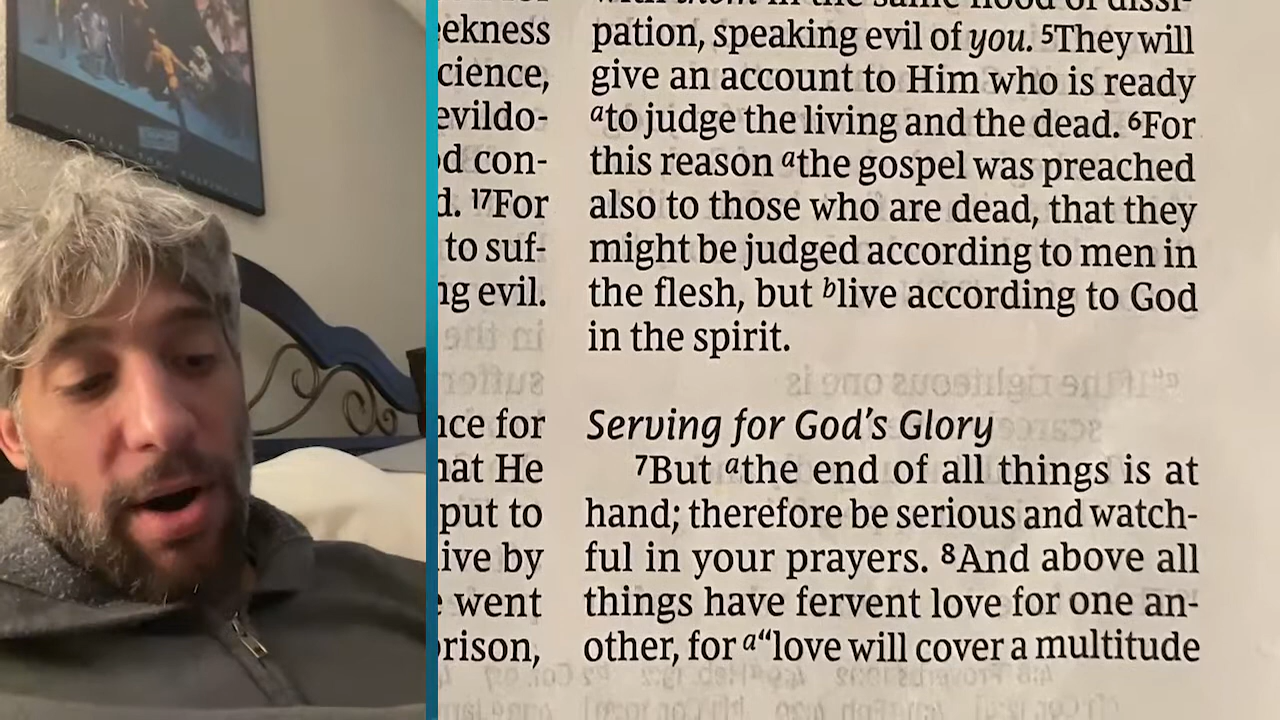 eekness
cience,
evildo-
d con-
d. 17For
to suf-
ng evil.
nce for
hat He
put to
ive by
went
prison,
pation, speaking evil of you. 5They will
give an account to Him who is ready
ato judge the living and the dead. 6For
this reason athe gospel was preached
also to those who are dead, that they
might be judged according to men in
the flesh, but blive according to God
in the spirit.
Serving for God's Glory
7But athe end of all things is at
hand; therefore be serious and watch-
ful in your prayers. 8And above all
things have fervent love for one an-
other, for a“love will cover a multitude